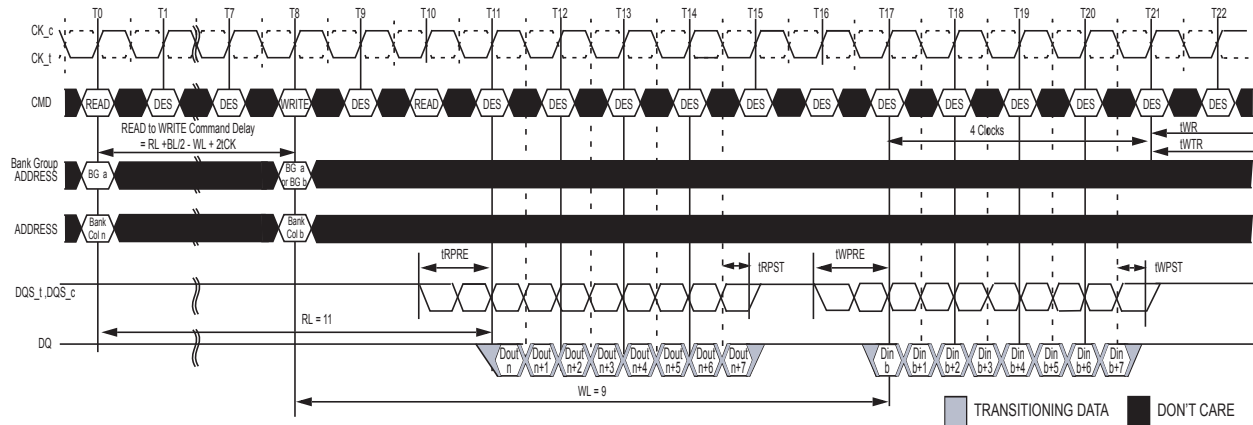 T0 T1 T7 T8 T9 T10 T11 T12 T13 T14 T15 T16 T17 T18 T19 T20 T21 T22
CK_c
CK_t
CMD READ DES DES WRITE DES READ DES DES DES DES DES DES DES DES DES DES DES DES
READ to WRITE Command Delay
= RL +BL/2 - WL + 2tCK
4 Clocks
tWR
tWTR
Bank Group
ADDRESS
BG a
BG a
or BG b
ADDRESS
Bank
Col n
Bank
Col b
tRPRE
tRPST
tWPRE
tWPST
DQS_t ,DQS_c
RL = 11
DQ
Dout Dout Dout Dout Dout Dout Dout Dout
n n+1 n+2 n+3 n+4 n+5 n+6 n+7
Din Din Din Din Din Din Din Din
b b+1 b+2 b+3 b+4 b+5 b+6 b+7
WL = 9
TRANSITIONING DATA
DON'T CARE